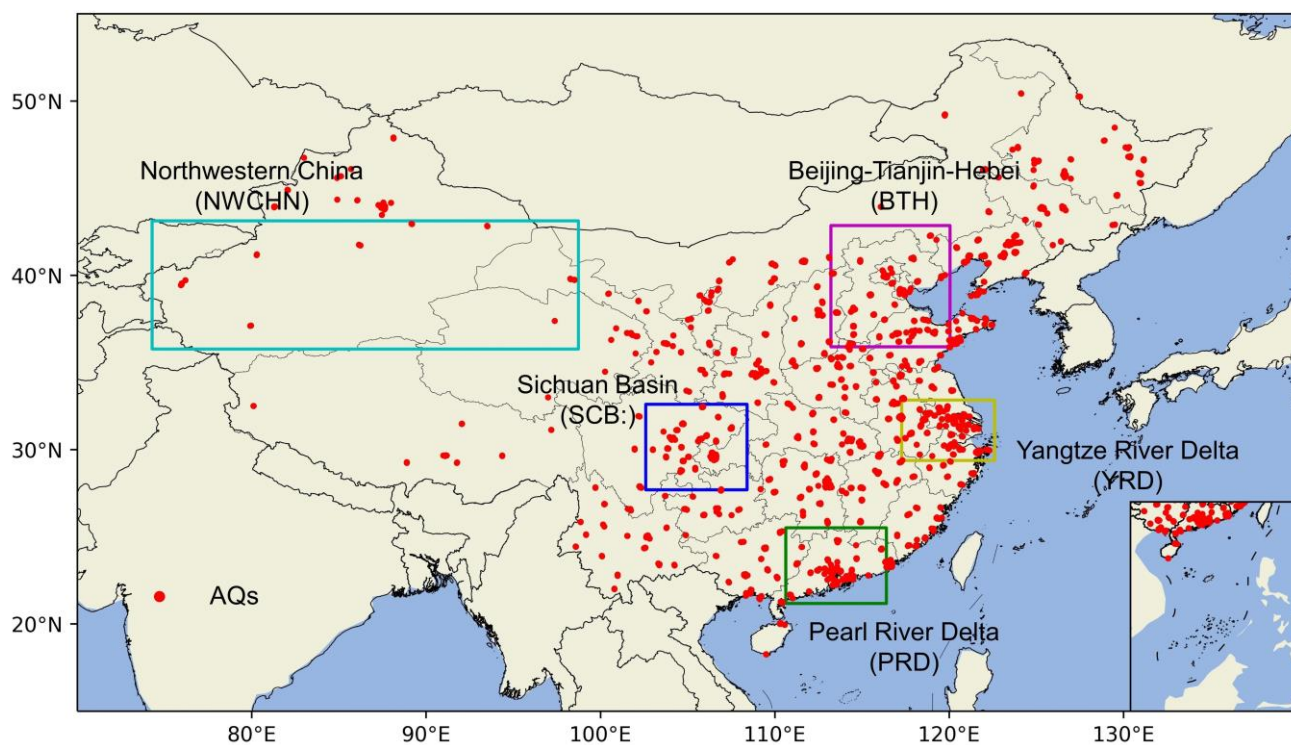 50°N
40°N
30°N
20°N
Northwestern China
(NWCHN)
Beijing-Tianjin-Hebei
(BTH)
Sichuan Basin
(SCB:)
Yangtze River Delta
(YRD)
AQs
Pearl River Delta
(PRD)
80°E
90°E
100°E
110°E
120°E
130°E